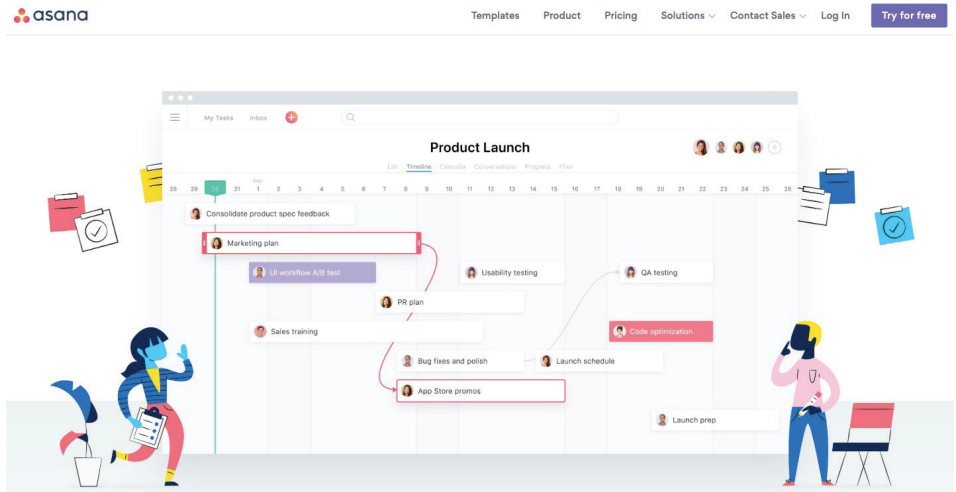 asana Templates Product Pricing Solutions Contact Sales Log In Try for free
My Tasks Inbox
Product Launch
List Timeline Calendar Conversations Progress Files
Dec
28 29 30 31 1 2 3 4 5 6 7 8 9 10 11 12 13 14 15 16 17 18 19 20 21 22 23 24 25 26
Consolidate product spec feedback
Marketing plan
UI workflow A/B test Usability testing QA testing
PR plan
Sales training Code optimization
Bug fixes and polish Launch schedule
App Store promos
Launch prep